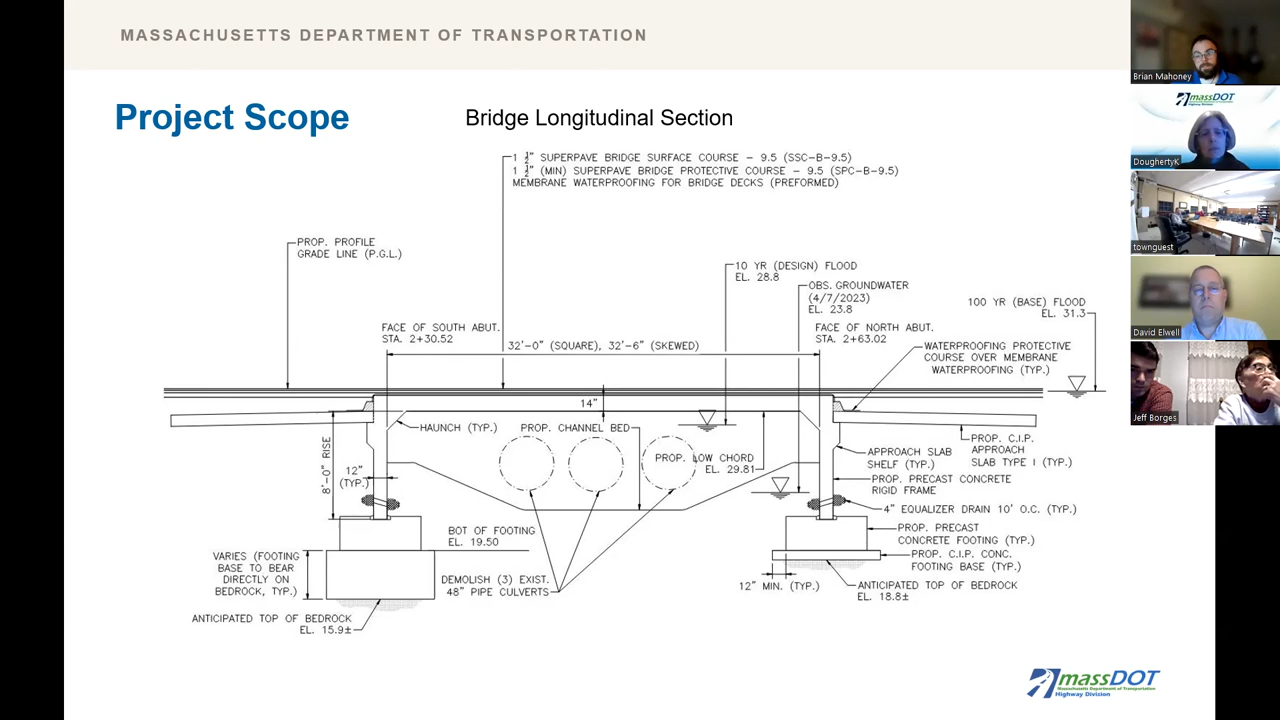 MASSACHUSETTS DEPARTMENT OF TRANSPORTATION
Project Scope
Bridge Longitudinal Section
1 ½" SUPERPAVE BRIDGE SURFACE COURSE – 9.5 (SSC–B–9.5)
1 ½" (MIN) SUPERPAVE BRIDGE PROTECTIVE COURSE – 9.5 (SPC–B–9.5)
MEMBRANE WATERPROOFING FOR BRIDGE DECKS (PREFORMED)
PROP. PROFILE
GRADE LINE (P.G.L.)
10 YR (DESIGN) FLOOD
EL. 28.8
OBS. GROUNDWATER
(4/7/2023)
EL. 23.8
100 YR (BASE) FLOOD
EL. 31.3
FACE OF SOUTH ABUT.
STA. 2+30.52
32'–0" (SQUARE), 32'–6" (SKEWED)
FACE OF NORTH ABUT.
STA. 2+63.02
WATERPROOFING PROTECTIVE
COURSE OVER MEMBRANE
WATERPROOFING (TYP.)
14"
HAUNCH (TYP.)
PROP. CHANNEL BED
PROP. LOW CHORD
EL. 29.81
8'–0" RISE
12"
(TYP.)
APPROACH SLAB
SHELF (TYP.)
PROP. C.I.P.
APPROACH
SLAB TYPE I (TYP.)
PROP. PRECAST CONCRETE
RIGID FRAME
4" EQUALIZER DRAIN 10' O.C. (TYP.)
BOT OF FOOTING
EL. 19.50
PROP. PRECAST
CONCRETE FOOTING (TYP.)
PROP. C.I.P. CONC.
FOOTING BASE (TYP.)
VARIES (FOOTING
BASE TO BEAR
DIRECTLY ON
BEDROCK, TYP.)
DEMOLISH (3) EXIST.
48" PIPE CULVERTS
12" MIN. (TYP.)
ANTICIPATED TOP OF BEDROCK
EL. 18.8±
ANTICIPATED TOP OF BEDROCK
EL. 15.9±
massDOT
Massachusetts Department of Transportation
Highway Division
Brian Mahoney
massDOT
Highway Division
DoughertyK
townguest
David Elwell
Jeff Borges